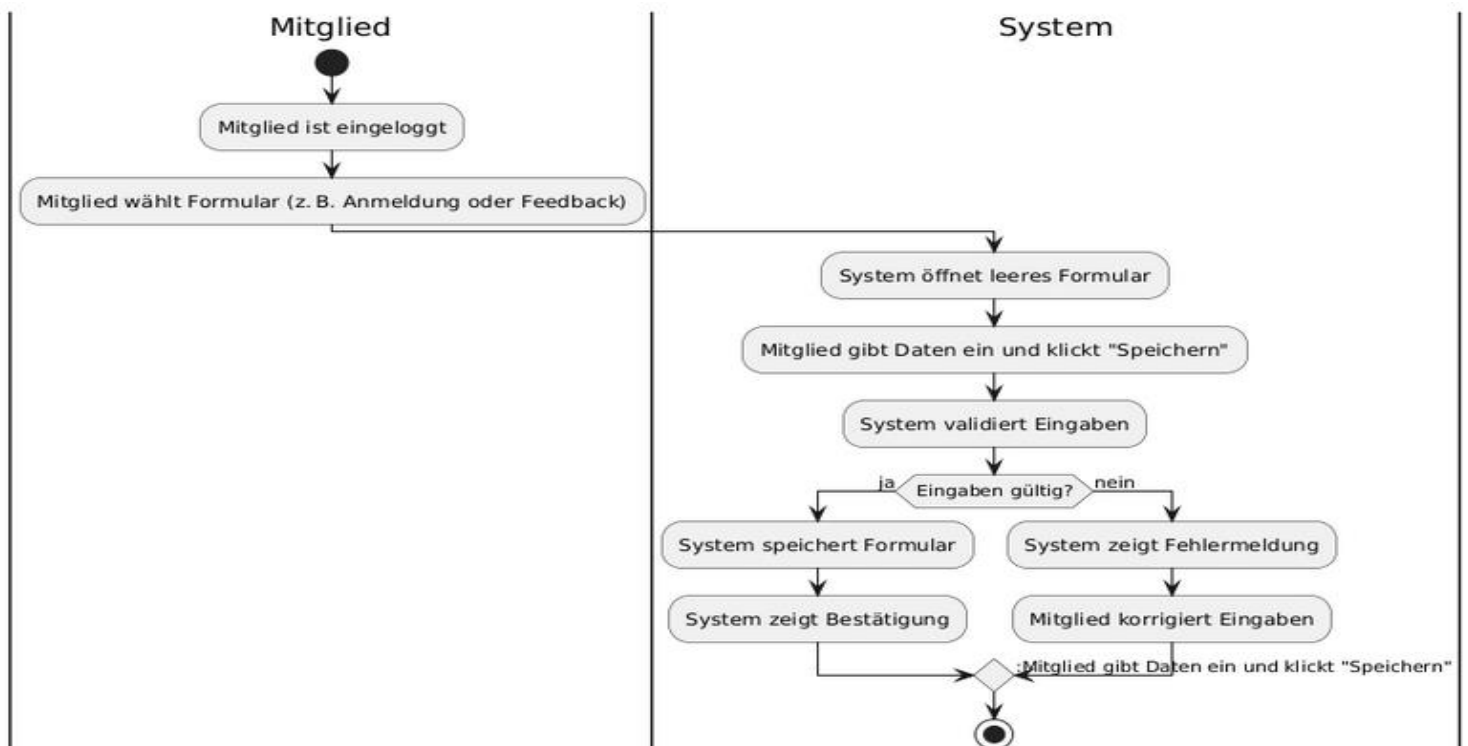 Mitglied
System
Mitglied ist eingeloggt
Mitglied wählt Formular (z. B. Anmeldung oder Feedback)
System öffnet leeres Formular
Mitglied gibt Daten ein und klickt "Speichern"
System validiert Eingaben
ja
Eingaben gültig?
nein
System speichert Formular
System zeigt Fehlermeldung
System zeigt Bestätigung
Mitglied korrigiert Eingaben
:Mitglied gibt Daten ein und klickt "Speichern"